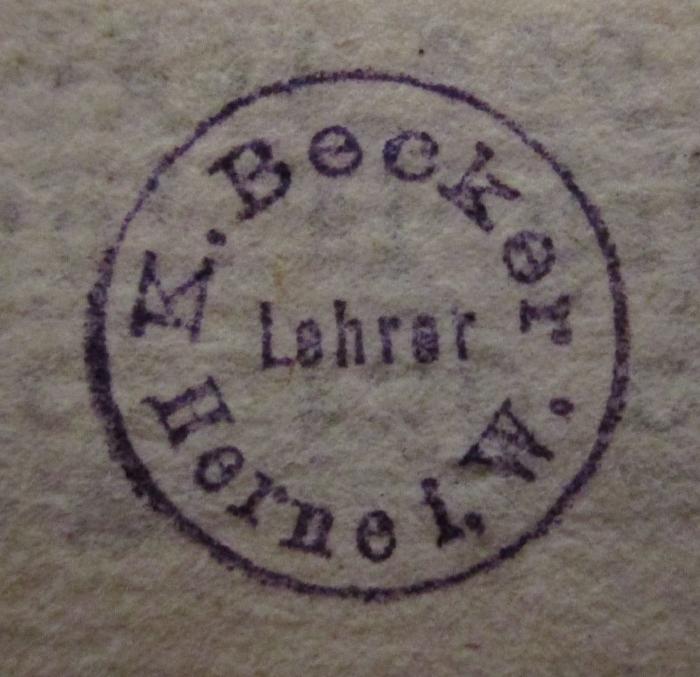 K. Becker
Lehrer
Herne i. W.